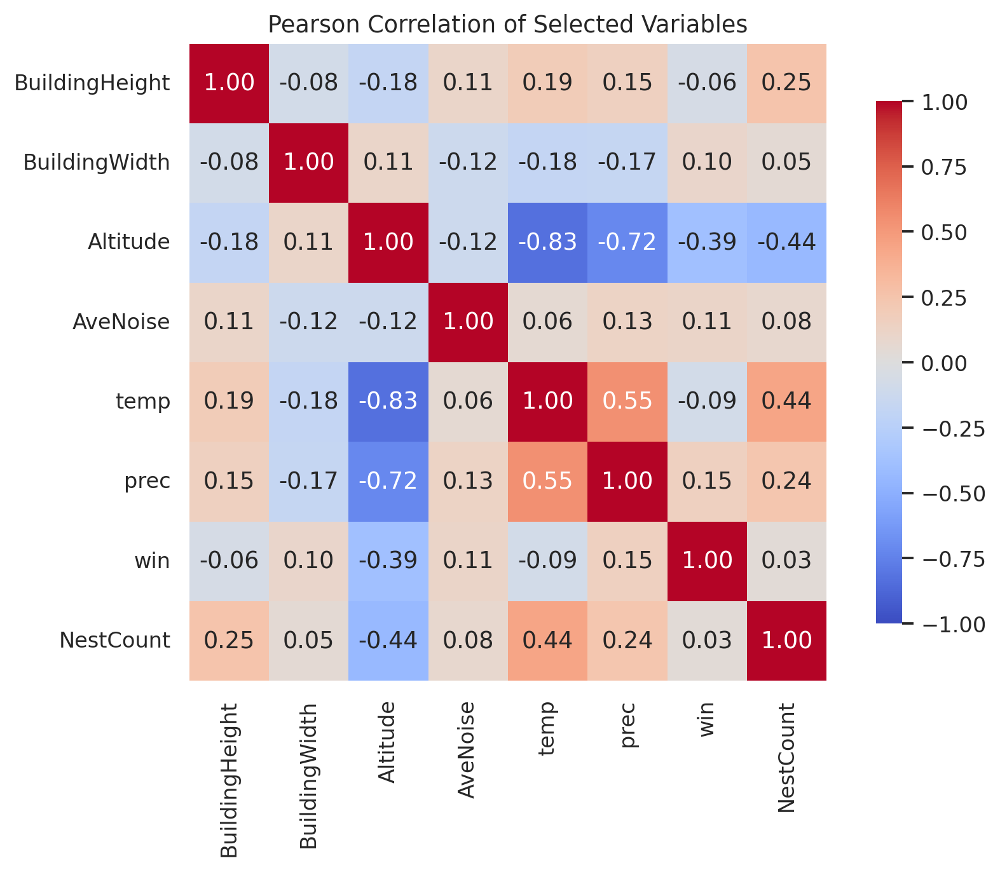 Pearson Correlation of Selected Variables
BuildingHeight 1.00 -0.08 -0.18 0.11 0.19 0.15 -0.06 0.25
BuildingWidth -0.08 1.00 0.11 -0.12 -0.18 -0.17 0.10 0.05
Altitude -0.18 0.11 1.00 -0.12 -0.83 -0.72 -0.39 -0.44
AveNoise 0.11 -0.12 -0.12 1.00 0.06 0.13 0.11 0.08
temp 0.19 -0.18 -0.83 0.06 1.00 0.55 -0.09 0.44
prec 0.15 -0.17 -0.72 0.13 0.55 1.00 0.15 0.24
win -0.06 0.10 -0.39 0.11 -0.09 0.15 1.00 0.03
NestCount 0.25 0.05 -0.44 0.08 0.44 0.24 0.03 1.00
BuildingHeight
BuildingWidth
Altitude
AveNoise
temp
prec
win
NestCount
1.00
0.75
0.50
0.25
0.00
−0.25
−0.50
−0.75
−1.00